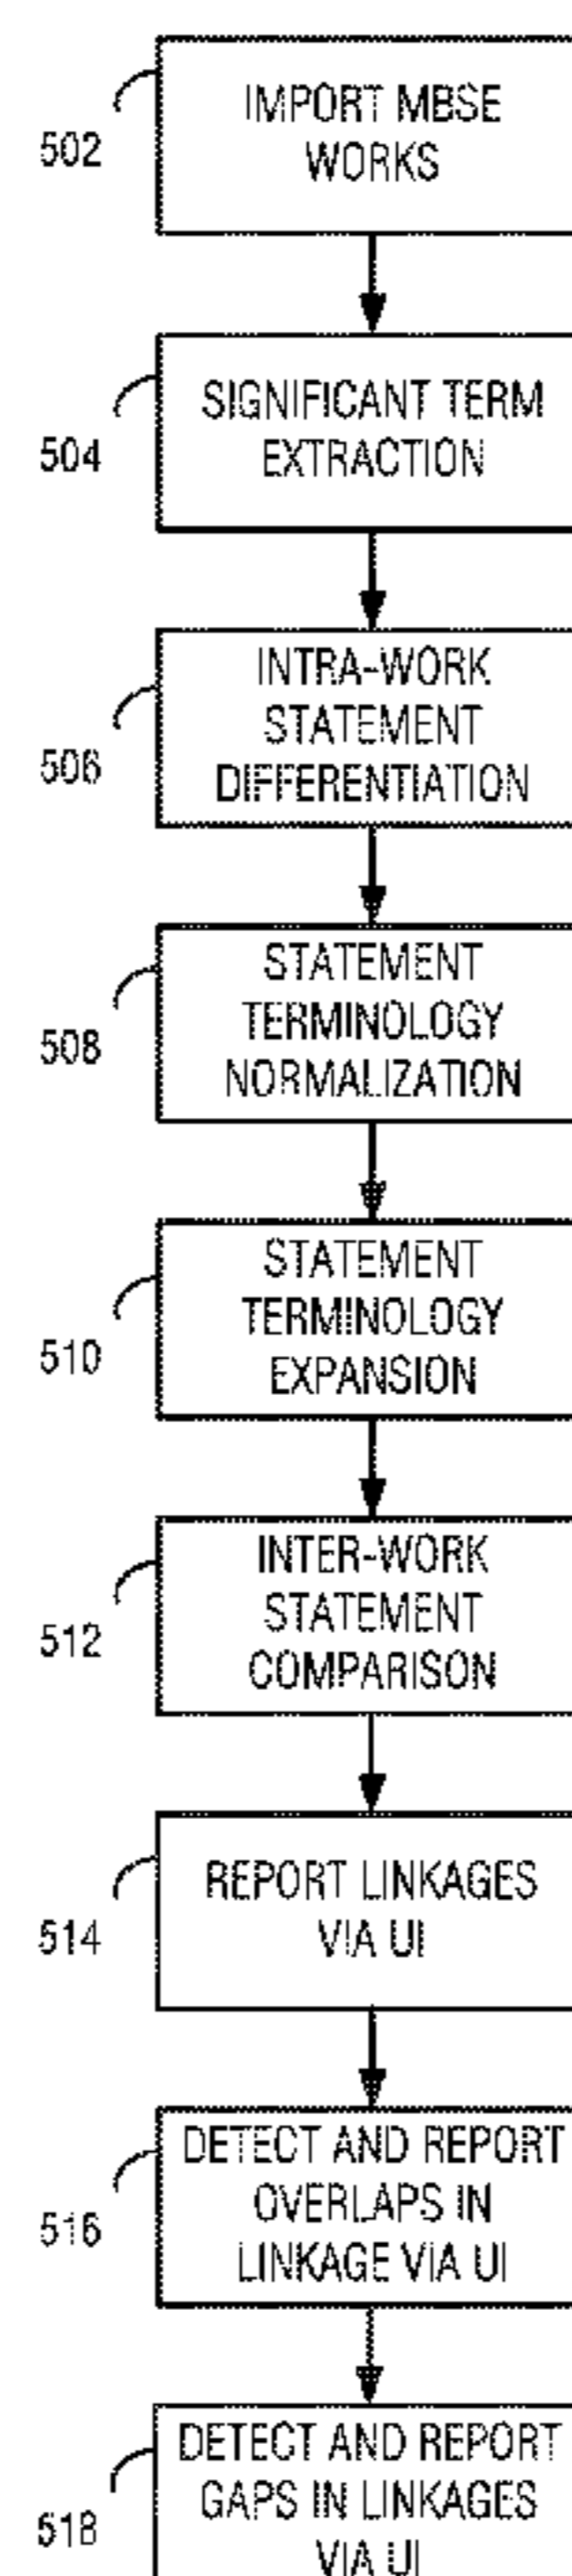 IMPORT MBSE
WORKS
502
SIGNIFICANT TERM
EXTRACTION
504
INTRA-WORK
STATEMENT
DIFFERENTIATION
506
STATEMENT
TERMINOLOGY
NORMALIZATION
508
STATEMENT
TERMINOLOGY
EXPANSION
510
INTER-WORK
STATEMENT
COMPARISON
512
REPORT LINKAGES
VIA UI
514
DETECT AND REPORT
OVERLAPS IN
LINKAGE VIA UI
516
DETECT AND REPORT
GAPS IN LINKAGES
VIA UI
518